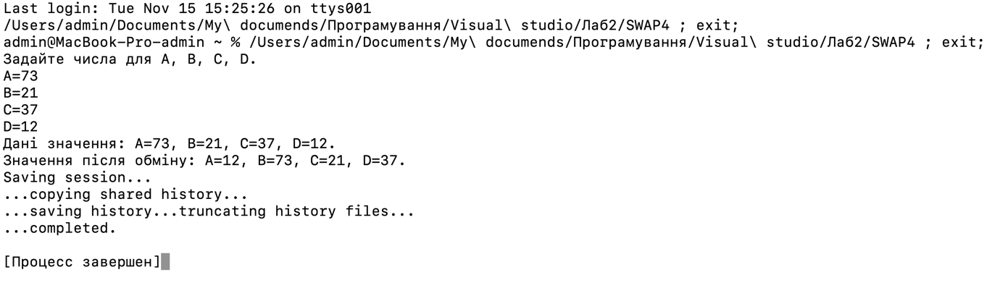 Last login: Tue Nov 15 15:25:26 on ttys001
/Users/admin/Documents/My\ documends/Програмування/Visual\ studio/Лаб2/SWAP4 ; exit;
admin@MacBook-Pro-admin ~ % /Users/admin/Documents/My\ documends/Програмування/Visual\ studio/Лаб2/SWAP4 ; exit;
Задайте числа для A, B, C, D.
A=73
B=21
C=37
D=12
Дані значення: A=73, B=21, C=37, D=12.
Значення після обміну: A=12, B=73, C=21, D=37.
Saving session...
...copying shared history...
...saving history...truncating history files...
...completed.
[Процесс завершен]